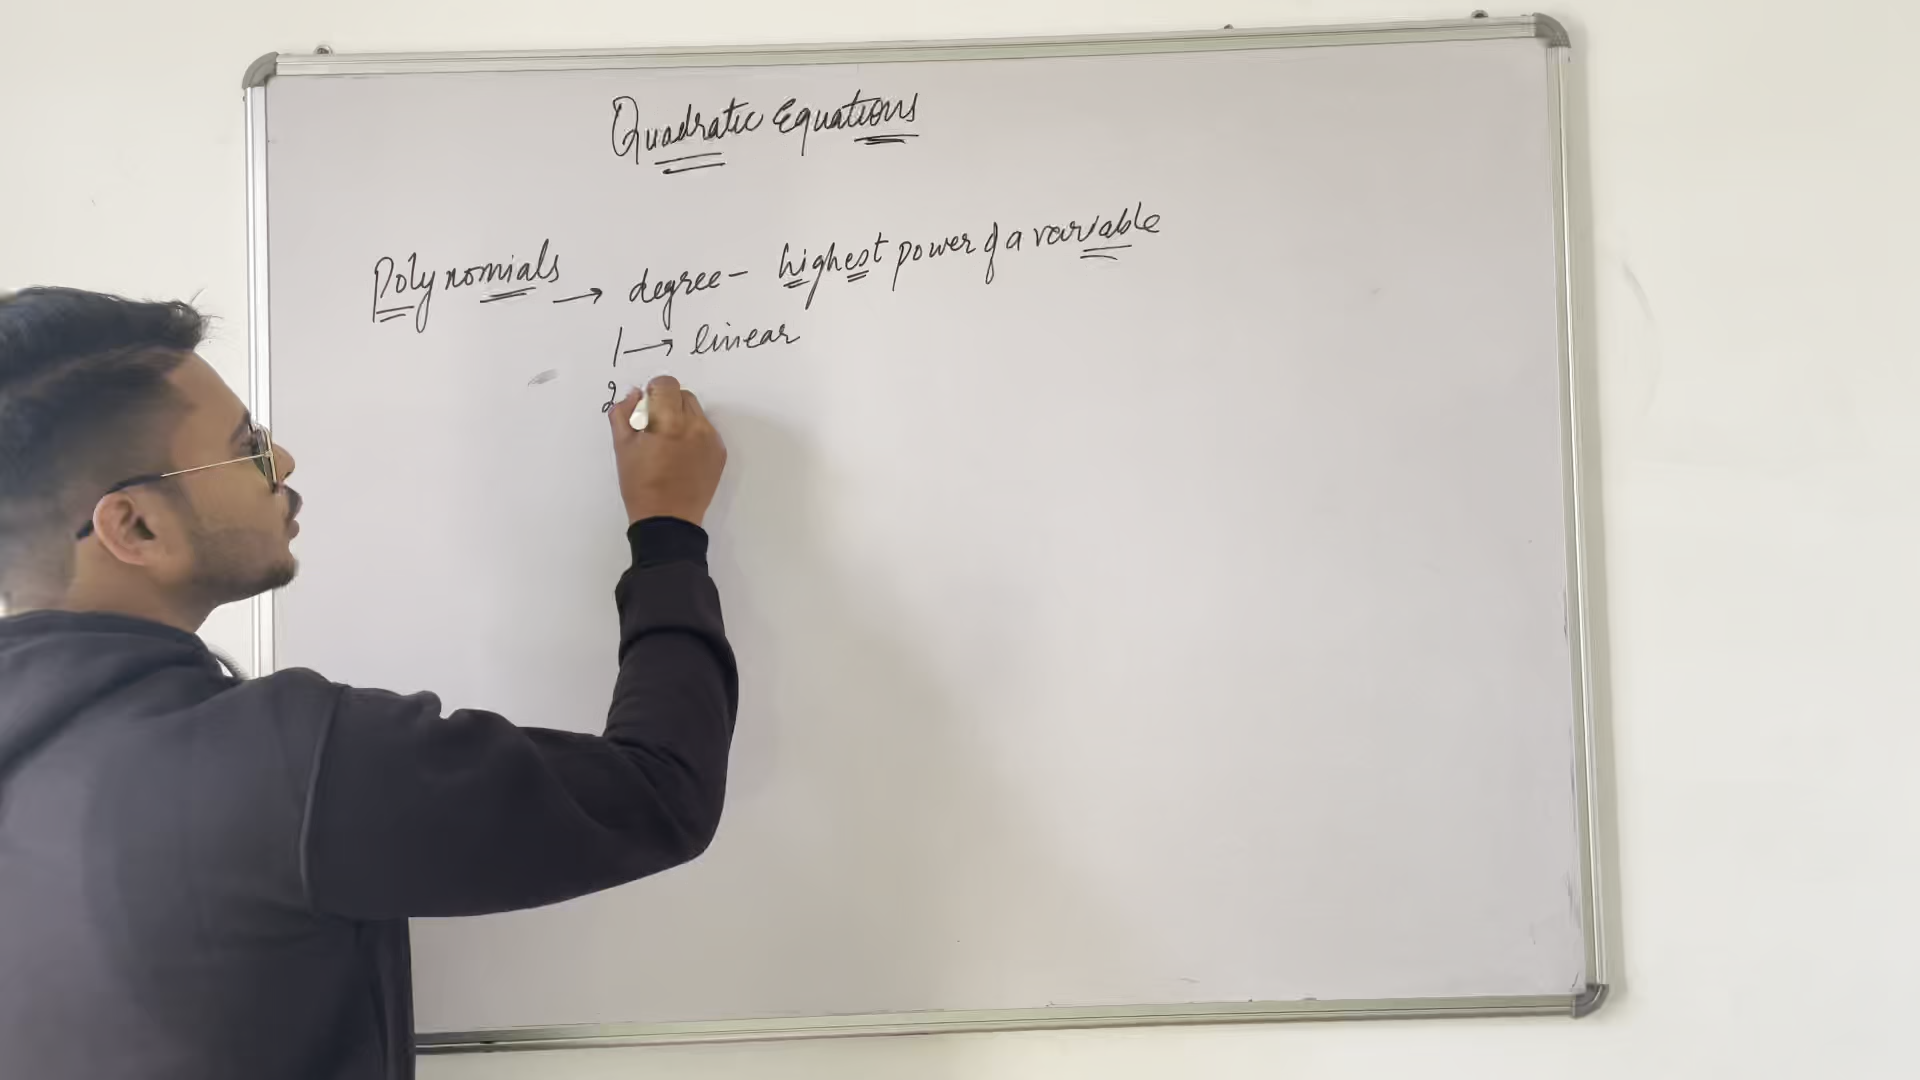 Quadratic Equations
Polynomials → degree - highest power of a variable
1 → linear
2